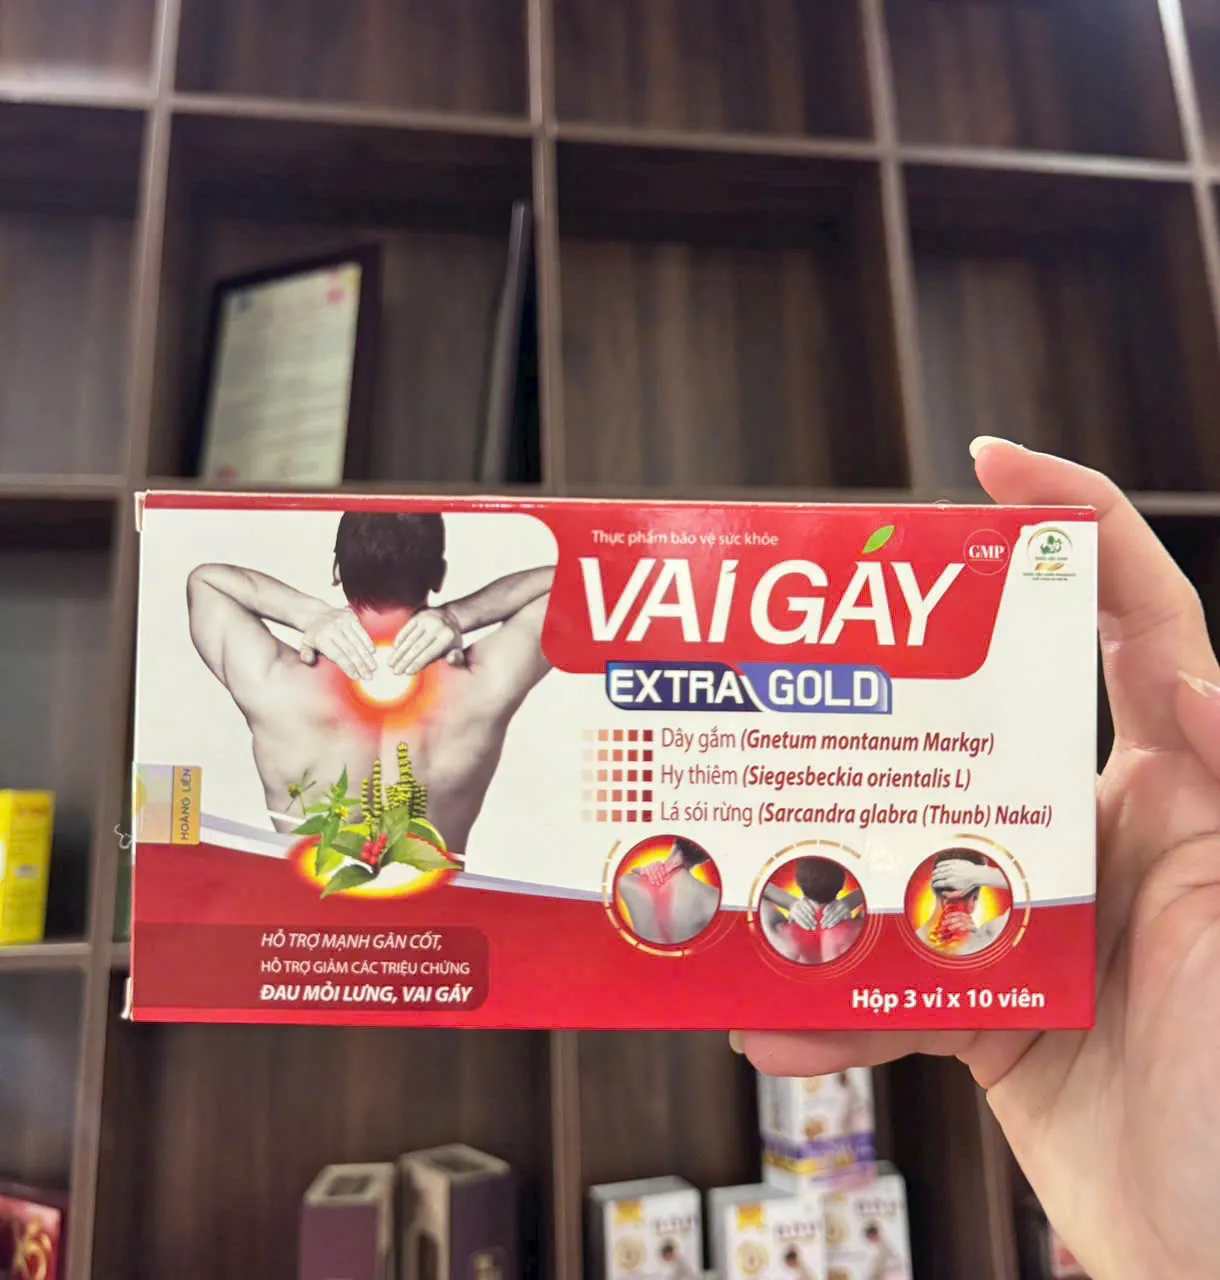 Thực phẩm bảo vệ sức khỏe
VAI GÁY
GMP
EXTRA GOLD
Dây gắm (Gnetum montanum Markgr)
Hy thiêm (Siegesbeckia orientalis L)
Lá sói rừng (Sarcandra glabra (Thunb) Nakai)
HOÀNG LIÊN
HỖ TRỢ MẠNH GÂN CỐT,
HỖ TRỢ GIẢM CÁC TRIỆU CHỨNG
ĐAU MỎI LƯNG, VAI GÁY
Hộp 3 vỉ x 10 viên